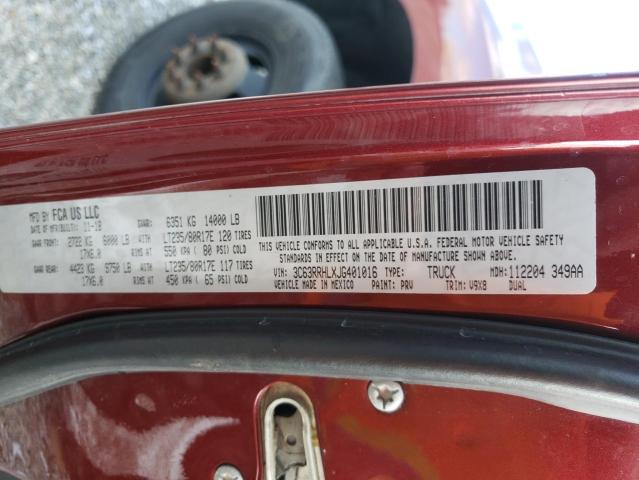 MFD BY FCA US LLC
DATE OF MFR/BUILT: 11-18 GVWR: 6351 KG 14000 LB
GAWR FRONT: 2722 KG 6000 LB WITH LT235/80R17E 120 TIRES
17X6.0 RIMS AT 550 KPA ( 80 PSI) COLD
GAWR REAR: 4423 KG 9750 LB WITH LT235/80R17E 117 TIRES
17X6.0 RIMS AT 450 KPA ( 65 PSI) COLD
THIS VEHICLE CONFORMS TO ALL APPLICABLE U.S.A. FEDERAL MOTOR VEHICLE SAFETY
STANDARDS IN EFFECT ON THE DATE OF MANUFACTURE SHOWN ABOVE.
VIN: 3C63RRHLXJG401016 TYPE: TRUCK MDH: 112204 349AA
VEHICLE MADE IN MEXICO PAINT: PRV TRIM: V9X8 DUAL